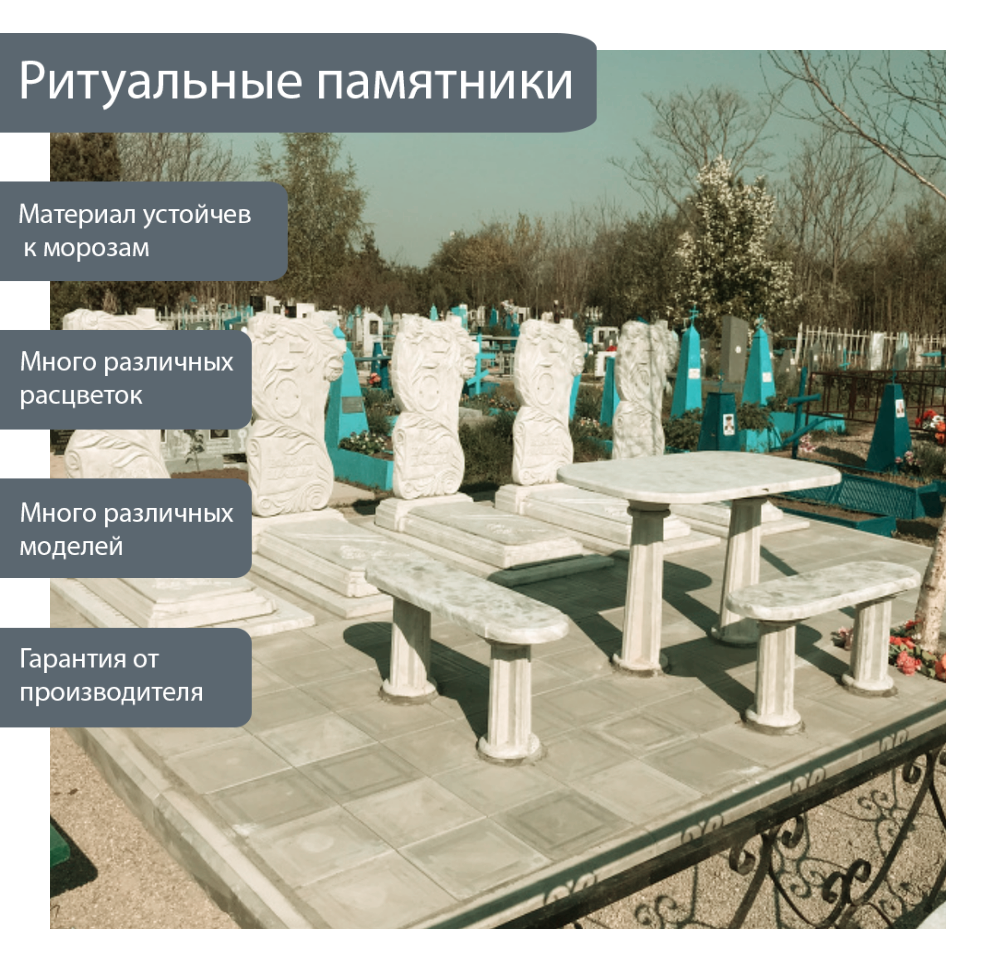 Ритуальные памятники
Материал устойчев
к морозам
Много различных
расцветок
Много различных
моделей
Гарантия от
производителя